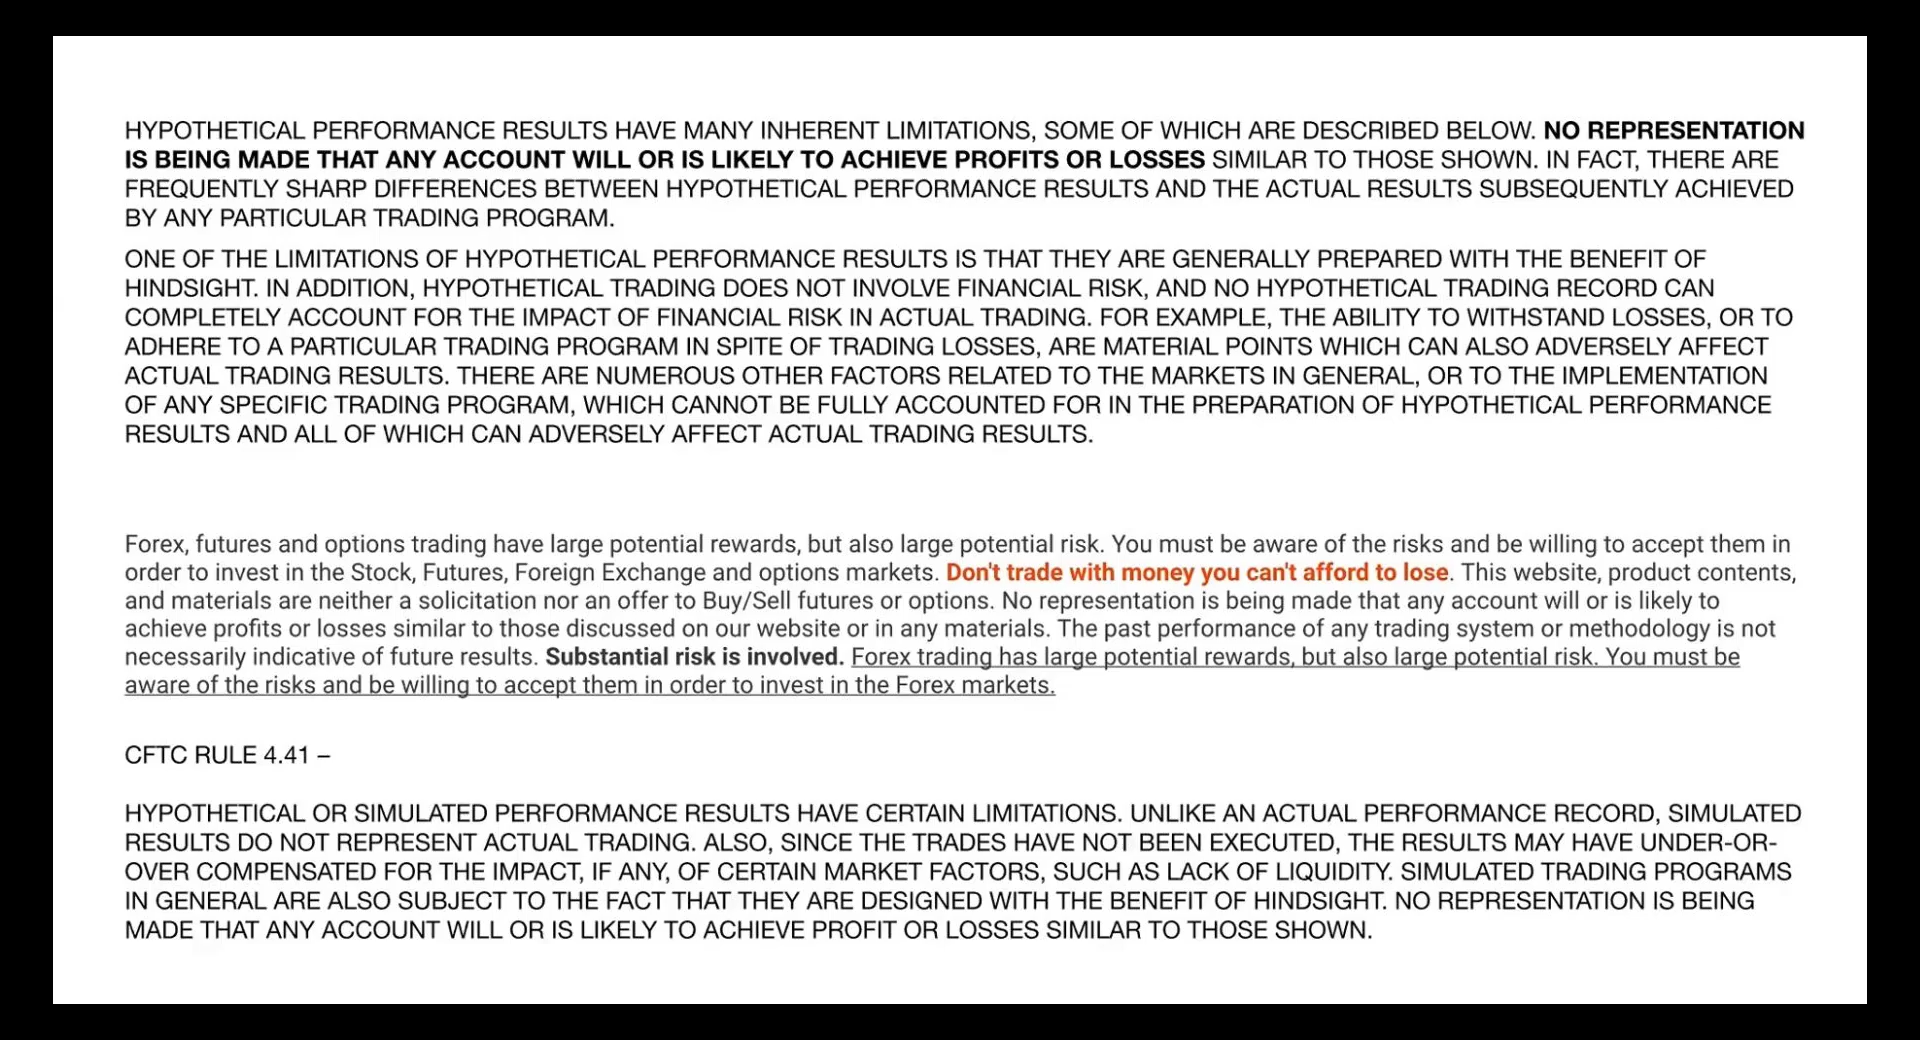 HYPOTHETICAL PERFORMANCE RESULTS HAVE MANY INHERENT LIMITATIONS, SOME OF WHICH ARE DESCRIBED BELOW. NO REPRESENTATION
IS BEING MADE THAT ANY ACCOUNT WILL OR IS LIKELY TO ACHIEVE PROFITS OR LOSSES SIMILAR TO THOSE SHOWN. IN FACT, THERE ARE
FREQUENTLY SHARP DIFFERENCES BETWEEN HYPOTHETICAL PERFORMANCE RESULTS AND THE ACTUAL RESULTS SUBSEQUENTLY ACHIEVED
BY ANY PARTICULAR TRADING PROGRAM.
ONE OF THE LIMITATIONS OF HYPOTHETICAL PERFORMANCE RESULTS IS THAT THEY ARE GENERALLY PREPARED WITH THE BENEFIT OF
HINDSIGHT. IN ADDITION, HYPOTHETICAL TRADING DOES NOT INVOLVE FINANCIAL RISK, AND NO HYPOTHETICAL TRADING RECORD CAN
COMPLETELY ACCOUNT FOR THE IMPACT OF FINANCIAL RISK IN ACTUAL TRADING. FOR EXAMPLE, THE ABILITY TO WITHSTAND LOSSES, OR TO
ADHERE TO A PARTICULAR TRADING PROGRAM IN SPITE OF TRADING LOSSES, ARE MATERIAL POINTS WHICH CAN ALSO ADVERSELY AFFECT
ACTUAL TRADING RESULTS. THERE ARE NUMEROUS OTHER FACTORS RELATED TO THE MARKETS IN GENERAL, OR TO THE IMPLEMENTATION
OF ANY SPECIFIC TRADING PROGRAM, WHICH CANNOT BE FULLY ACCOUNTED FOR IN THE PREPARATION OF HYPOTHETICAL PERFORMANCE
RESULTS AND ALL OF WHICH CAN ADVERSELY AFFECT ACTUAL TRADING RESULTS.
Forex, futures and options trading have large potential rewards, but also large potential risk. You must be aware of the risks and be willing to accept them in
order to invest in the Stock, Futures, Foreign Exchange and options markets. Don't trade with money you can't afford to lose. This website, product contents,
and materials are neither a solicitation nor an offer to Buy/Sell futures or options. No representation is being made that any account will or is likely to
achieve profits or losses similar to those discussed on our website or in any materials. The past performance of any trading system or methodology is not
necessarily indicative of future results. Substantial risk is involved. Forex trading has large potential rewards, but also large potential risk. You must be
aware of the risks and be willing to accept them in order to invest in the Forex markets.
CFTC RULE 4.41 –
HYPOTHETICAL OR SIMULATED PERFORMANCE RESULTS HAVE CERTAIN LIMITATIONS. UNLIKE AN ACTUAL PERFORMANCE RECORD, SIMULATED
RESULTS DO NOT REPRESENT ACTUAL TRADING. ALSO, SINCE THE TRADES HAVE NOT BEEN EXECUTED, THE RESULTS MAY HAVE UNDER-OR-
OVER COMPENSATED FOR THE IMPACT, IF ANY, OF CERTAIN MARKET FACTORS, SUCH AS LACK OF LIQUIDITY. SIMULATED TRADING PROGRAMS
IN GENERAL ARE ALSO SUBJECT TO THE FACT THAT THEY ARE DESIGNED WITH THE BENEFIT OF HINDSIGHT. NO REPRESENTATION IS BEING
MADE THAT ANY ACCOUNT WILL OR IS LIKELY TO ACHIEVE PROFIT OR LOSSES SIMILAR TO THOSE SHOWN.